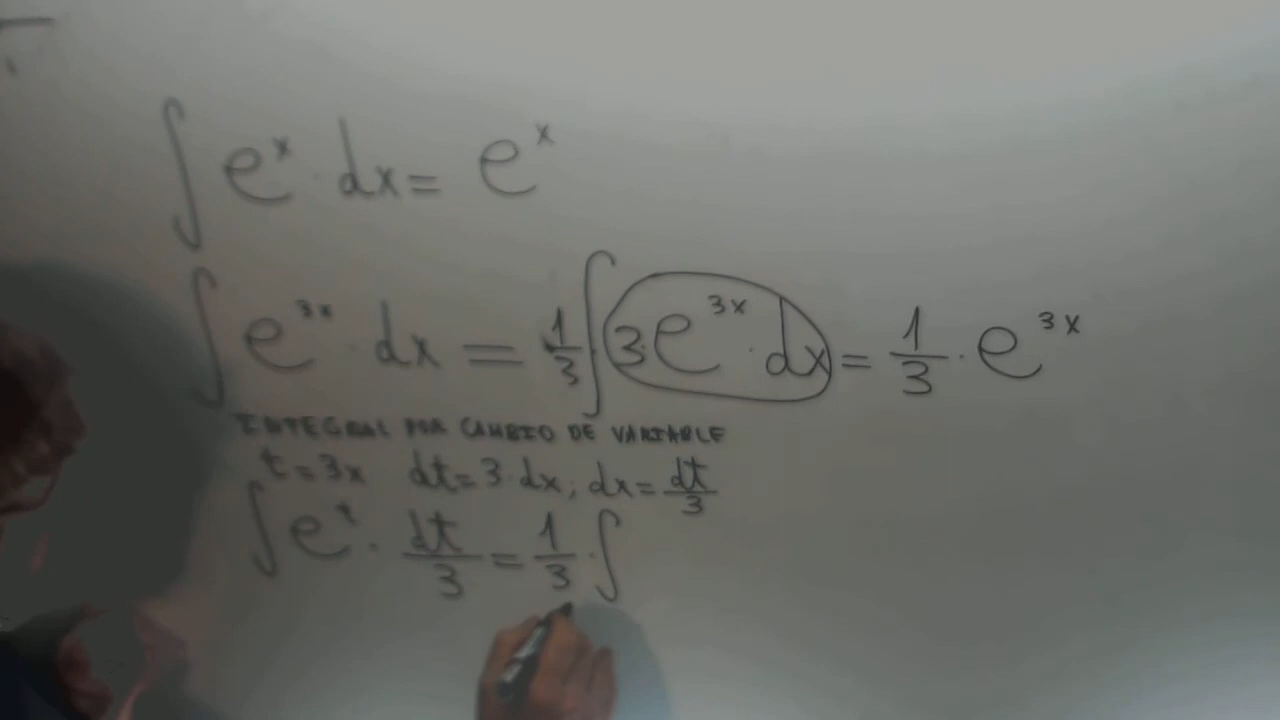 ∫ eˣ · dx = eˣ
∫ e³ˣ · dx = 1/3 ∫ 3e³ˣ · dx = 1/3 · e³ˣ
INTEGRAL POR CAMBIO DE VARIABLE
t = 3x dt = 3 · dx ; dx = dt/3
∫ eᵗ · dt/3 = 1/3 · ∫